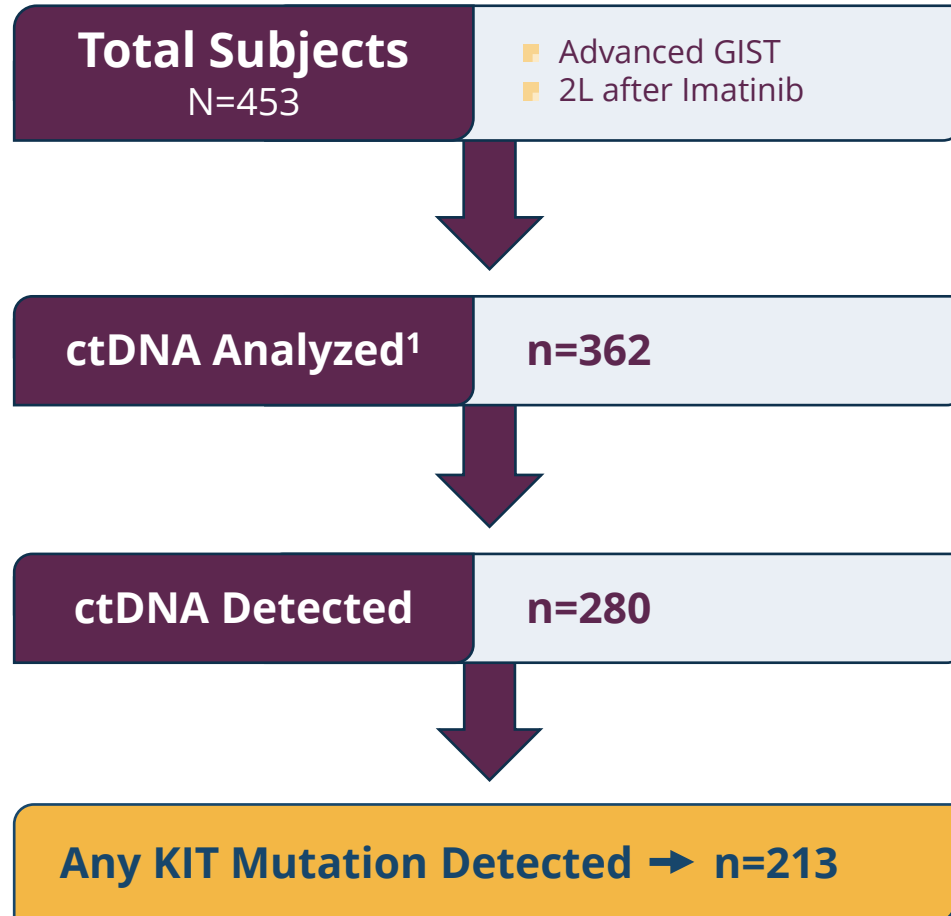 Total Subjects
N=453
Advanced GIST
2L after Imatinib
ctDNA Analyzed¹
n=362
ctDNA Detected
n=280
Any KIT Mutation Detected → n=213